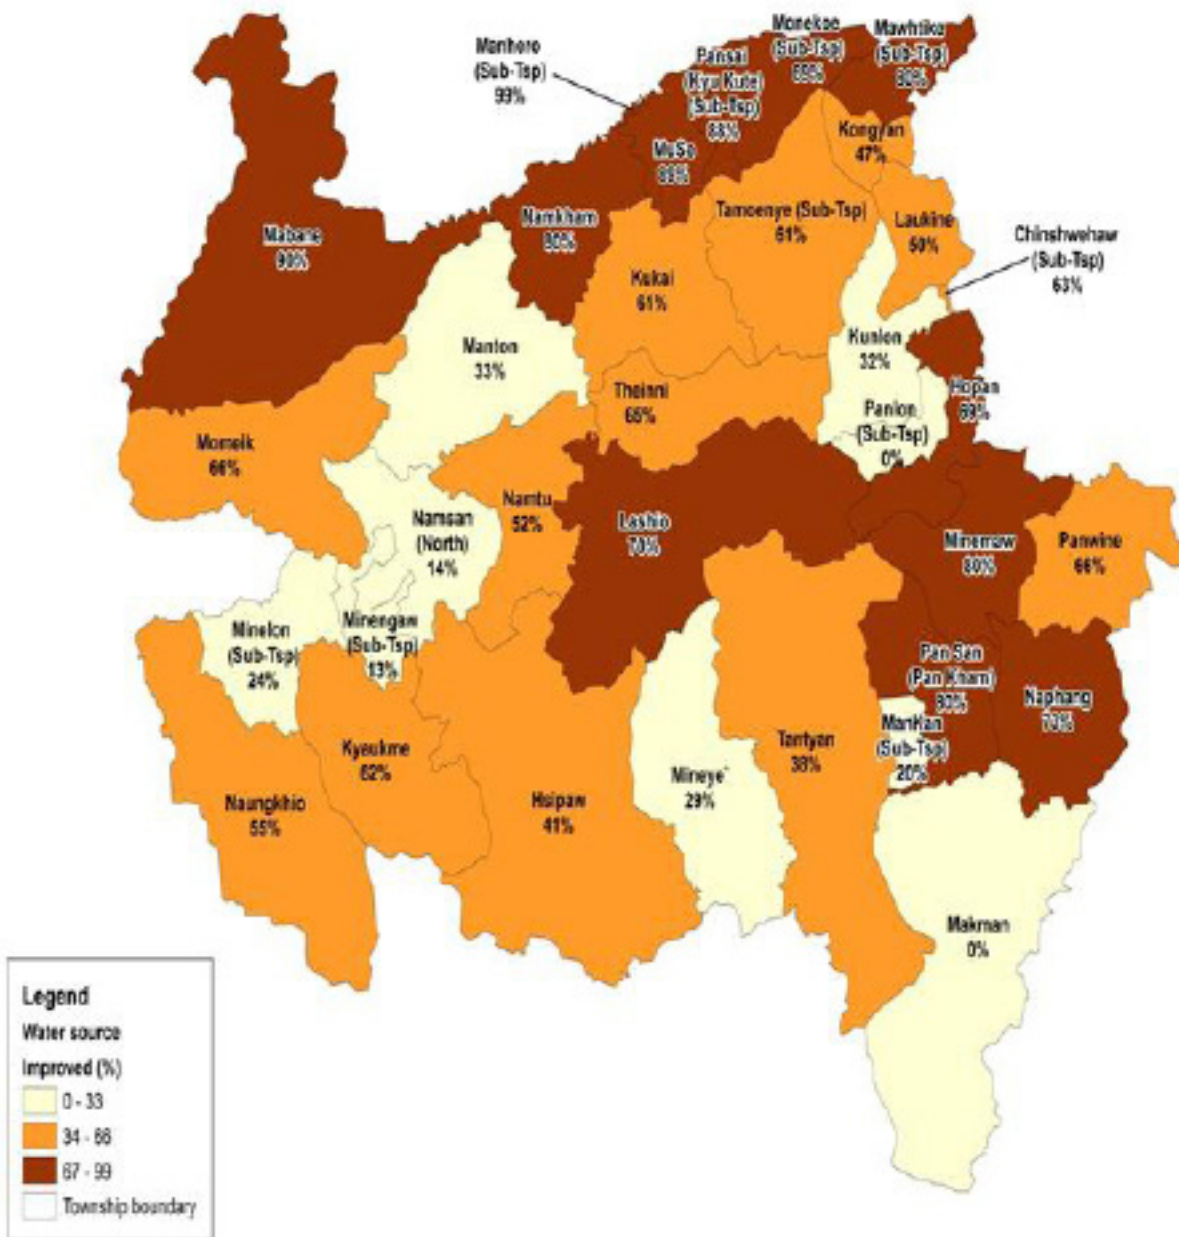 Manhero
(Sub-Tsp)
99%
Pansai
(Kyu Kute)
(Sub-Tsp)
88%
Monekoe
(Sub-Tsp)
Mawhtike
(Sub-Tsp)
Kongyan
47%
MuSe
Namkham
Tamoenye (Sub-Tsp)
61%
Laukine
50%
Chinshwehaw
(Sub-Tsp)
63%
Mabane
90%
Kukai
61%
Manton
33%
Kunlon
32%
Hopan
69%
Theinni
65%
Panlon
(Sub-Tsp)
0%
Momeik
66%
Namtu
52%
Lashio
70%
Namsan
(North)
14%
Minemaw
80%
Panwine
66%
Minelon
(Sub-Tsp)
24%
Minengaw
(Sub-Tsp)
13%
Pan San
(Pan Kham)
Naphang
73%
ManKan
(Sub-Tsp)
20%
Kyaukme
62%
Tantyan
38%
Mineye`
29%
Naungkhio
55%
Hsipaw
41%
Makman
0%
Legend
Water source
Improved (%)
0 - 33
34 - 66
67 - 99
Township boundary